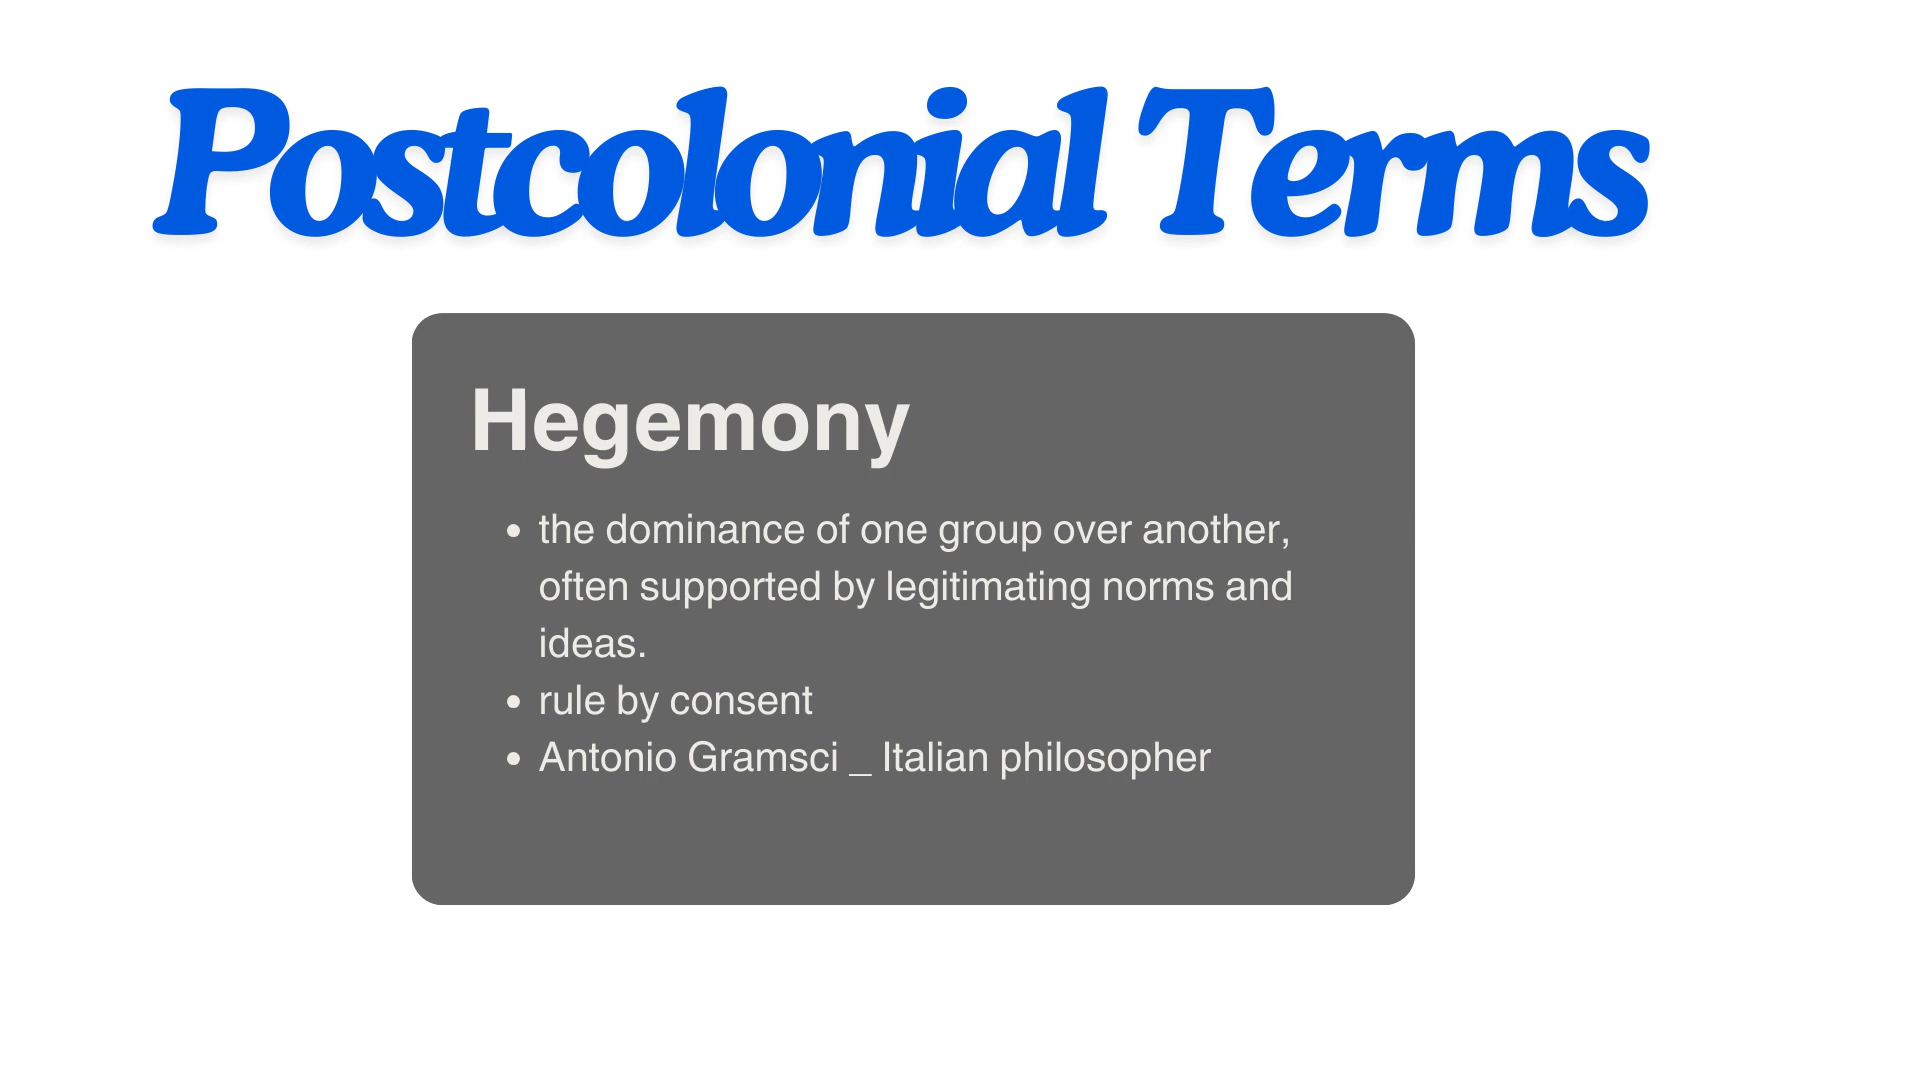 Postcolonial Terms
Hegemony
• the dominance of one group over another,
often supported by legitimating norms and
ideas.
• rule by consent
• Antonio Gramsci _ Italian philosopher